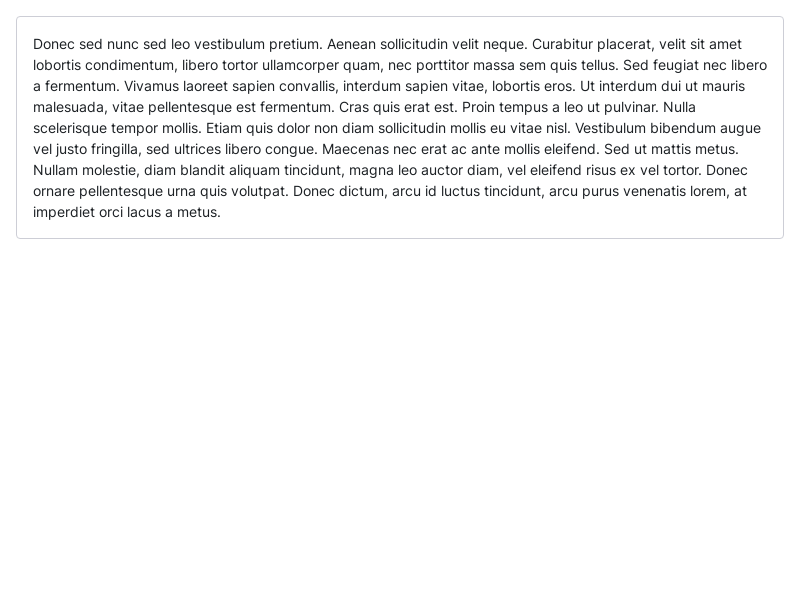 Donec sed nunc sed leo vestibulum pretium. Aenean sollicitudin velit neque. Curabitur placerat, velit sit amet
lobortis condimentum, libero tortor ullamcorper quam, nec porttitor massa sem quis tellus. Sed feugiat nec libero
a fermentum. Vivamus laoreet sapien convallis, interdum sapien vitae, lobortis eros. Ut interdum dui ut mauris
malesuada, vitae pellentesque est fermentum. Cras quis erat est. Proin tempus a leo ut pulvinar. Nulla
scelerisque tempor mollis. Etiam quis dolor non diam sollicitudin mollis eu vitae nisl. Vestibulum bibendum augue
vel justo fringilla, sed ultrices libero congue. Maecenas nec erat ac ante mollis eleifend. Sed ut mattis metus.
Nullam molestie, diam blandit aliquam tincidunt, magna leo auctor diam, vel eleifend risus ex vel tortor. Donec
ornare pellentesque urna quis volutpat. Donec dictum, arcu id luctus tincidunt, arcu purus venenatis lorem, at
imperdiet orci lacus a metus.